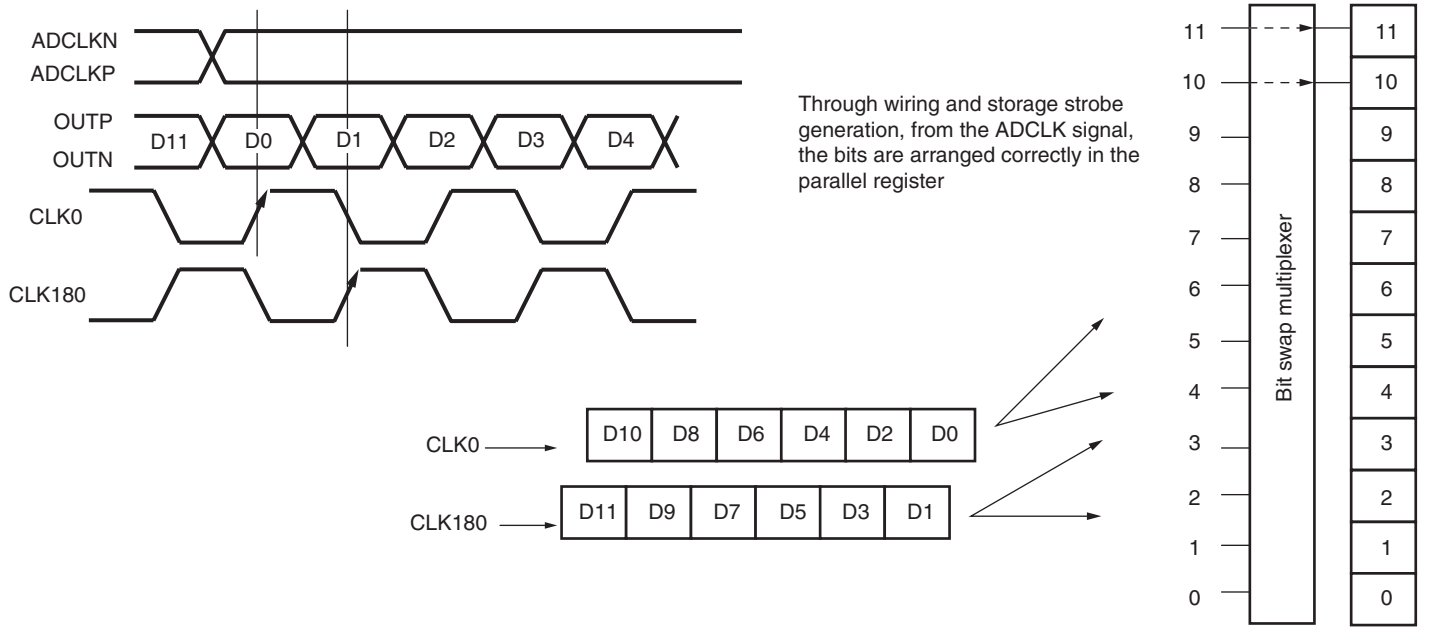 ADCLKN
ADCLKP
OUTP
OUTN
D11 D0 D1 D2 D3 D4
CLK0
CLK180
Through wiring and storage strobe
generation, from the ADCLK signal,
the bits are arranged correctly in the
parallel register
CLK0
D10 D8 D6 D4 D2 D0
CLK180
D11 D9 D7 D5 D3 D1
11
10
9
8
7
6
5
4
3
2
1
0
Bit swap multiplexer
11
10
9
8
7
6
5
4
3
2
1
0